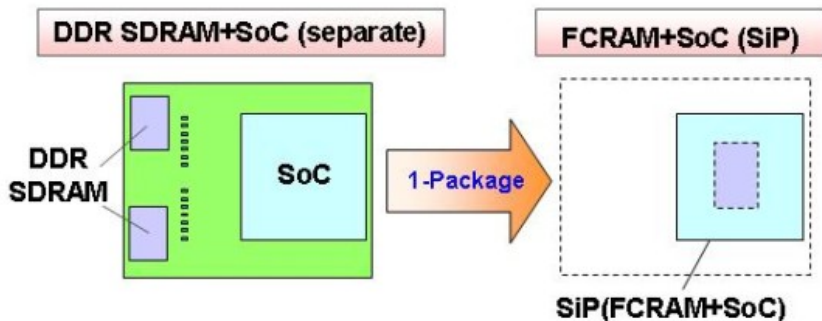 DDR SDRAM+SoC (separate)
FCRAM+SoC (SiP)
DDR
SDRAM
SoC
1-Package
SiP(FCRAM+SoC)